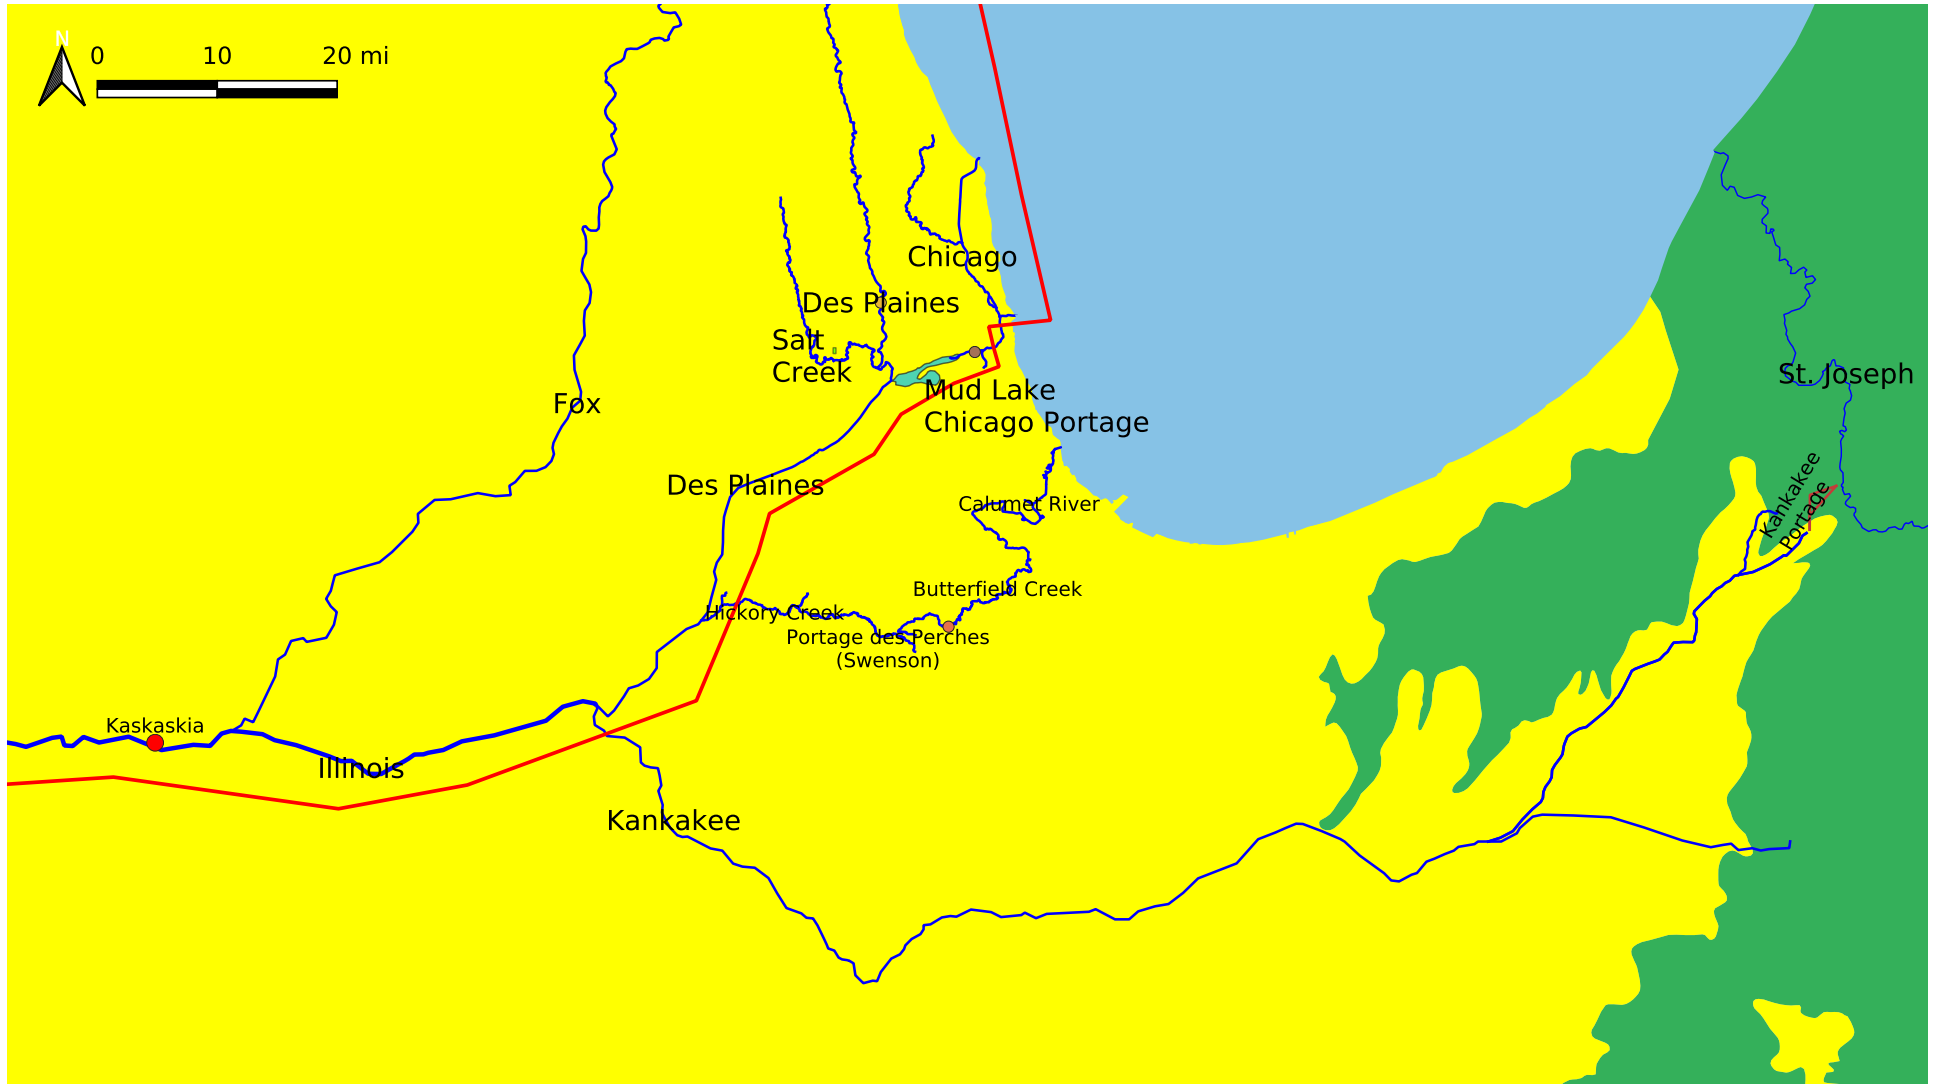 N
0 10 20 mi
Chicago
Des Plaines
Salt
Creek
Mud Lake
Chicago Portage
St. Joseph
Fox
Kankakee
Portage
Des Plaines
Calumet River
Butterfield Creek
Hickory Creek
Portage des Perches
(Swenson)
Kaskaskia
Illinois
Kankakee